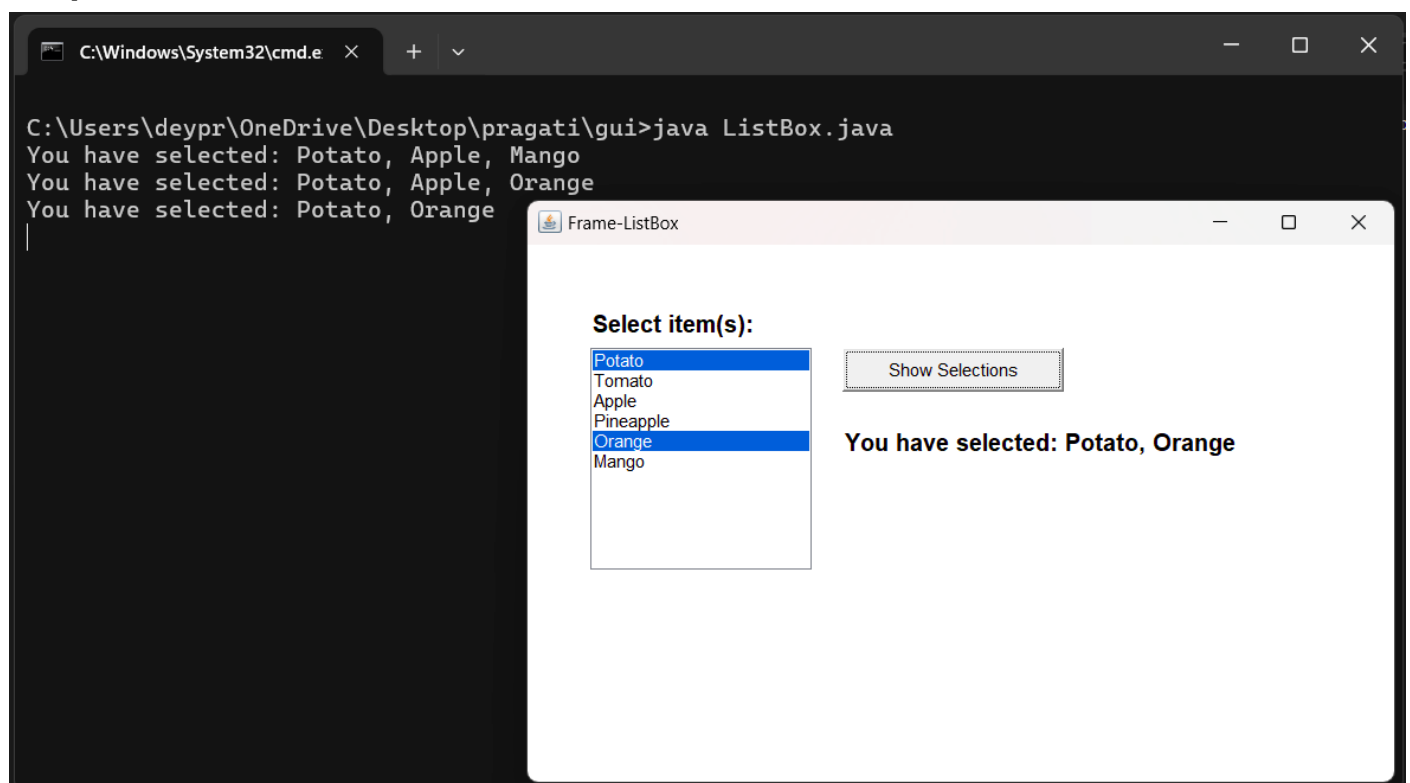 C:\Windows\System32\cmd.e
C:\Users\deypr\OneDrive\Desktop\pragati\gui>java ListBox.java
You have selected: Potato, Apple, Mango
You have selected: Potato, Apple, Orange
You have selected: Potato, Orange
Frame-ListBox
Select item(s):
Potato
Tomato
Apple
Pineapple
Orange
Mango
Show Selections
You have selected: Potato, Orange